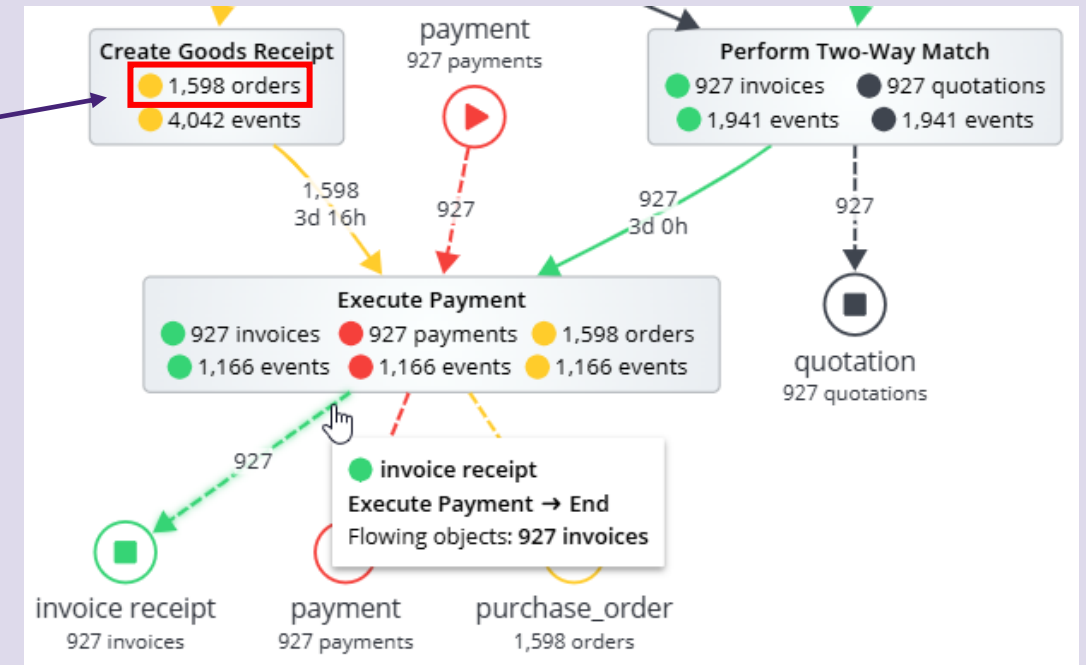 payment
927 payments
Create Goods Receipt
1,598 orders
4,042 events
Perform Two-Way Match
927 invoices 927 quotations
1,941 events 1,941 events
1,598
3d 16h
927
927
3d 0h
927
Execute Payment
927 invoices 927 payments 1,598 orders
1,166 events 1,166 events 1,166 events
quotation
927 quotations
927
invoice receipt
Execute Payment → End
Flowing objects: 927 invoices
invoice receipt
927 invoices
payment
927 payments
purchase_order
1,598 orders